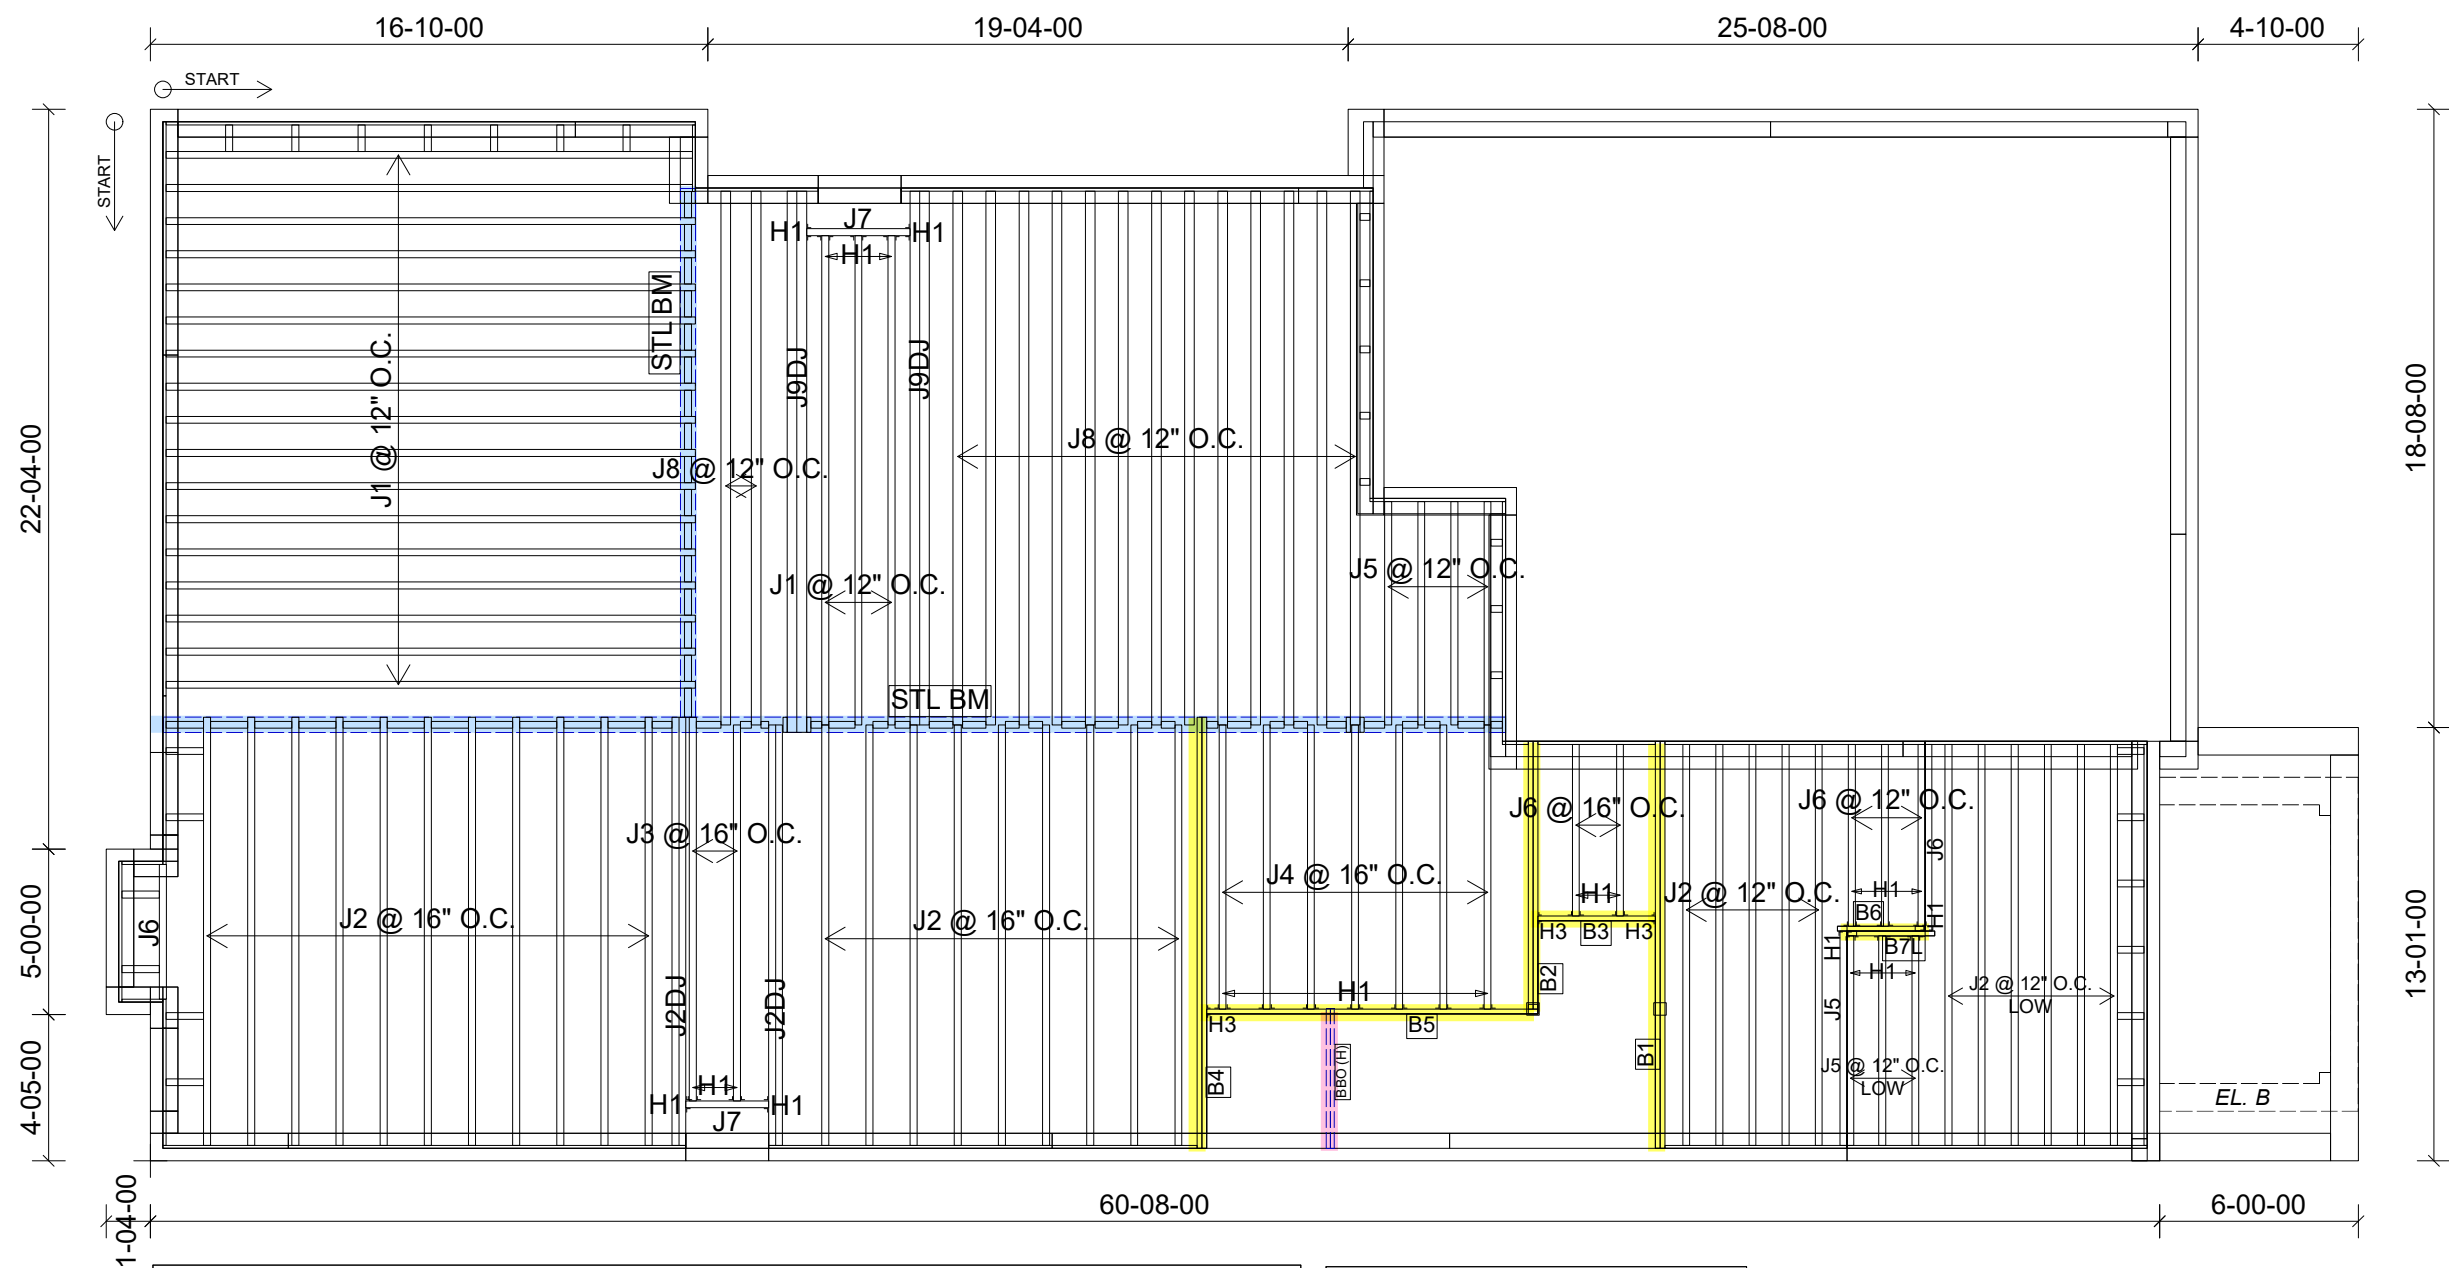 16-10-00
19-04-00
25-08-00
4-10-00
START
START
22-04-00
18-08-00
J7
H1
H1
H1
STL BM
J9DJ
J9DJ
J1 @ 12" O.C.
J8 @ 12" O.C.
J8 @ 12" O.C.
J1 @ 12" O.C.
J5 @ 12" O.C.
STL BM
J3 @ 16" O.C.
J6 @ 16" O.C.
J6 @ 12" O.C.
J6
J4 @ 16" O.C.
H1
H1
J2 @ 12" O.C.
B6
H1
H3
B3
H3
H1
B7L
J2 @ 16" O.C.
J2 @ 16" O.C.
J6
5-00-00
13-01-00
B2
H1
J2 @ 12" O.C.
LOW
H1
J5
J2DJ
J2DJ
H3
B5
B1
BBO (H)
B4
J5 @ 12" O.C.
LOW
H1
H1
H1
J7
4-05-00
EL. B
1-04-00
60-08-00
6-00-00